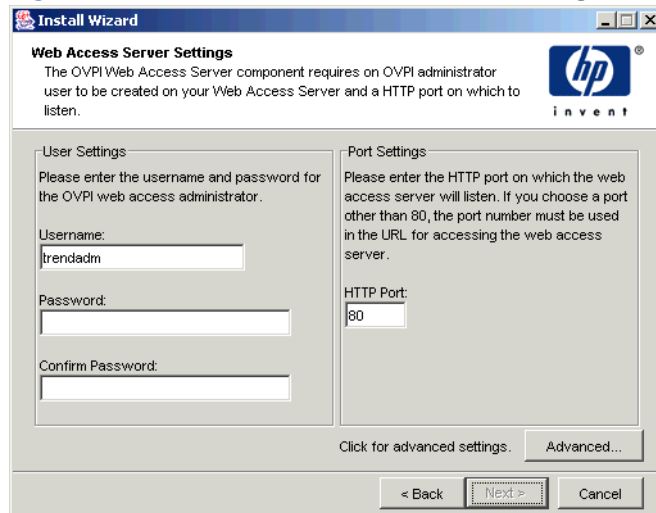 Install Wizard
Web Access Server Settings
The OVPI Web Access Server component requires on OVPI administrator
user to be created on your Web Access Server and a HTTP port on which to
listen.
hp
®
invent
User Settings
Please enter the username and password for
the OVPI web access administrator.
Username:
trendadm
Password:
Confirm Password:
Port Settings
Please enter the HTTP port on which the web
access server will listen. If you choose a port
other than 80, the port number must be used
in the URL for accessing the web access
server.
HTTP Port:
80
Click for advanced settings.
Advanced...
< Back
Next >
Cancel